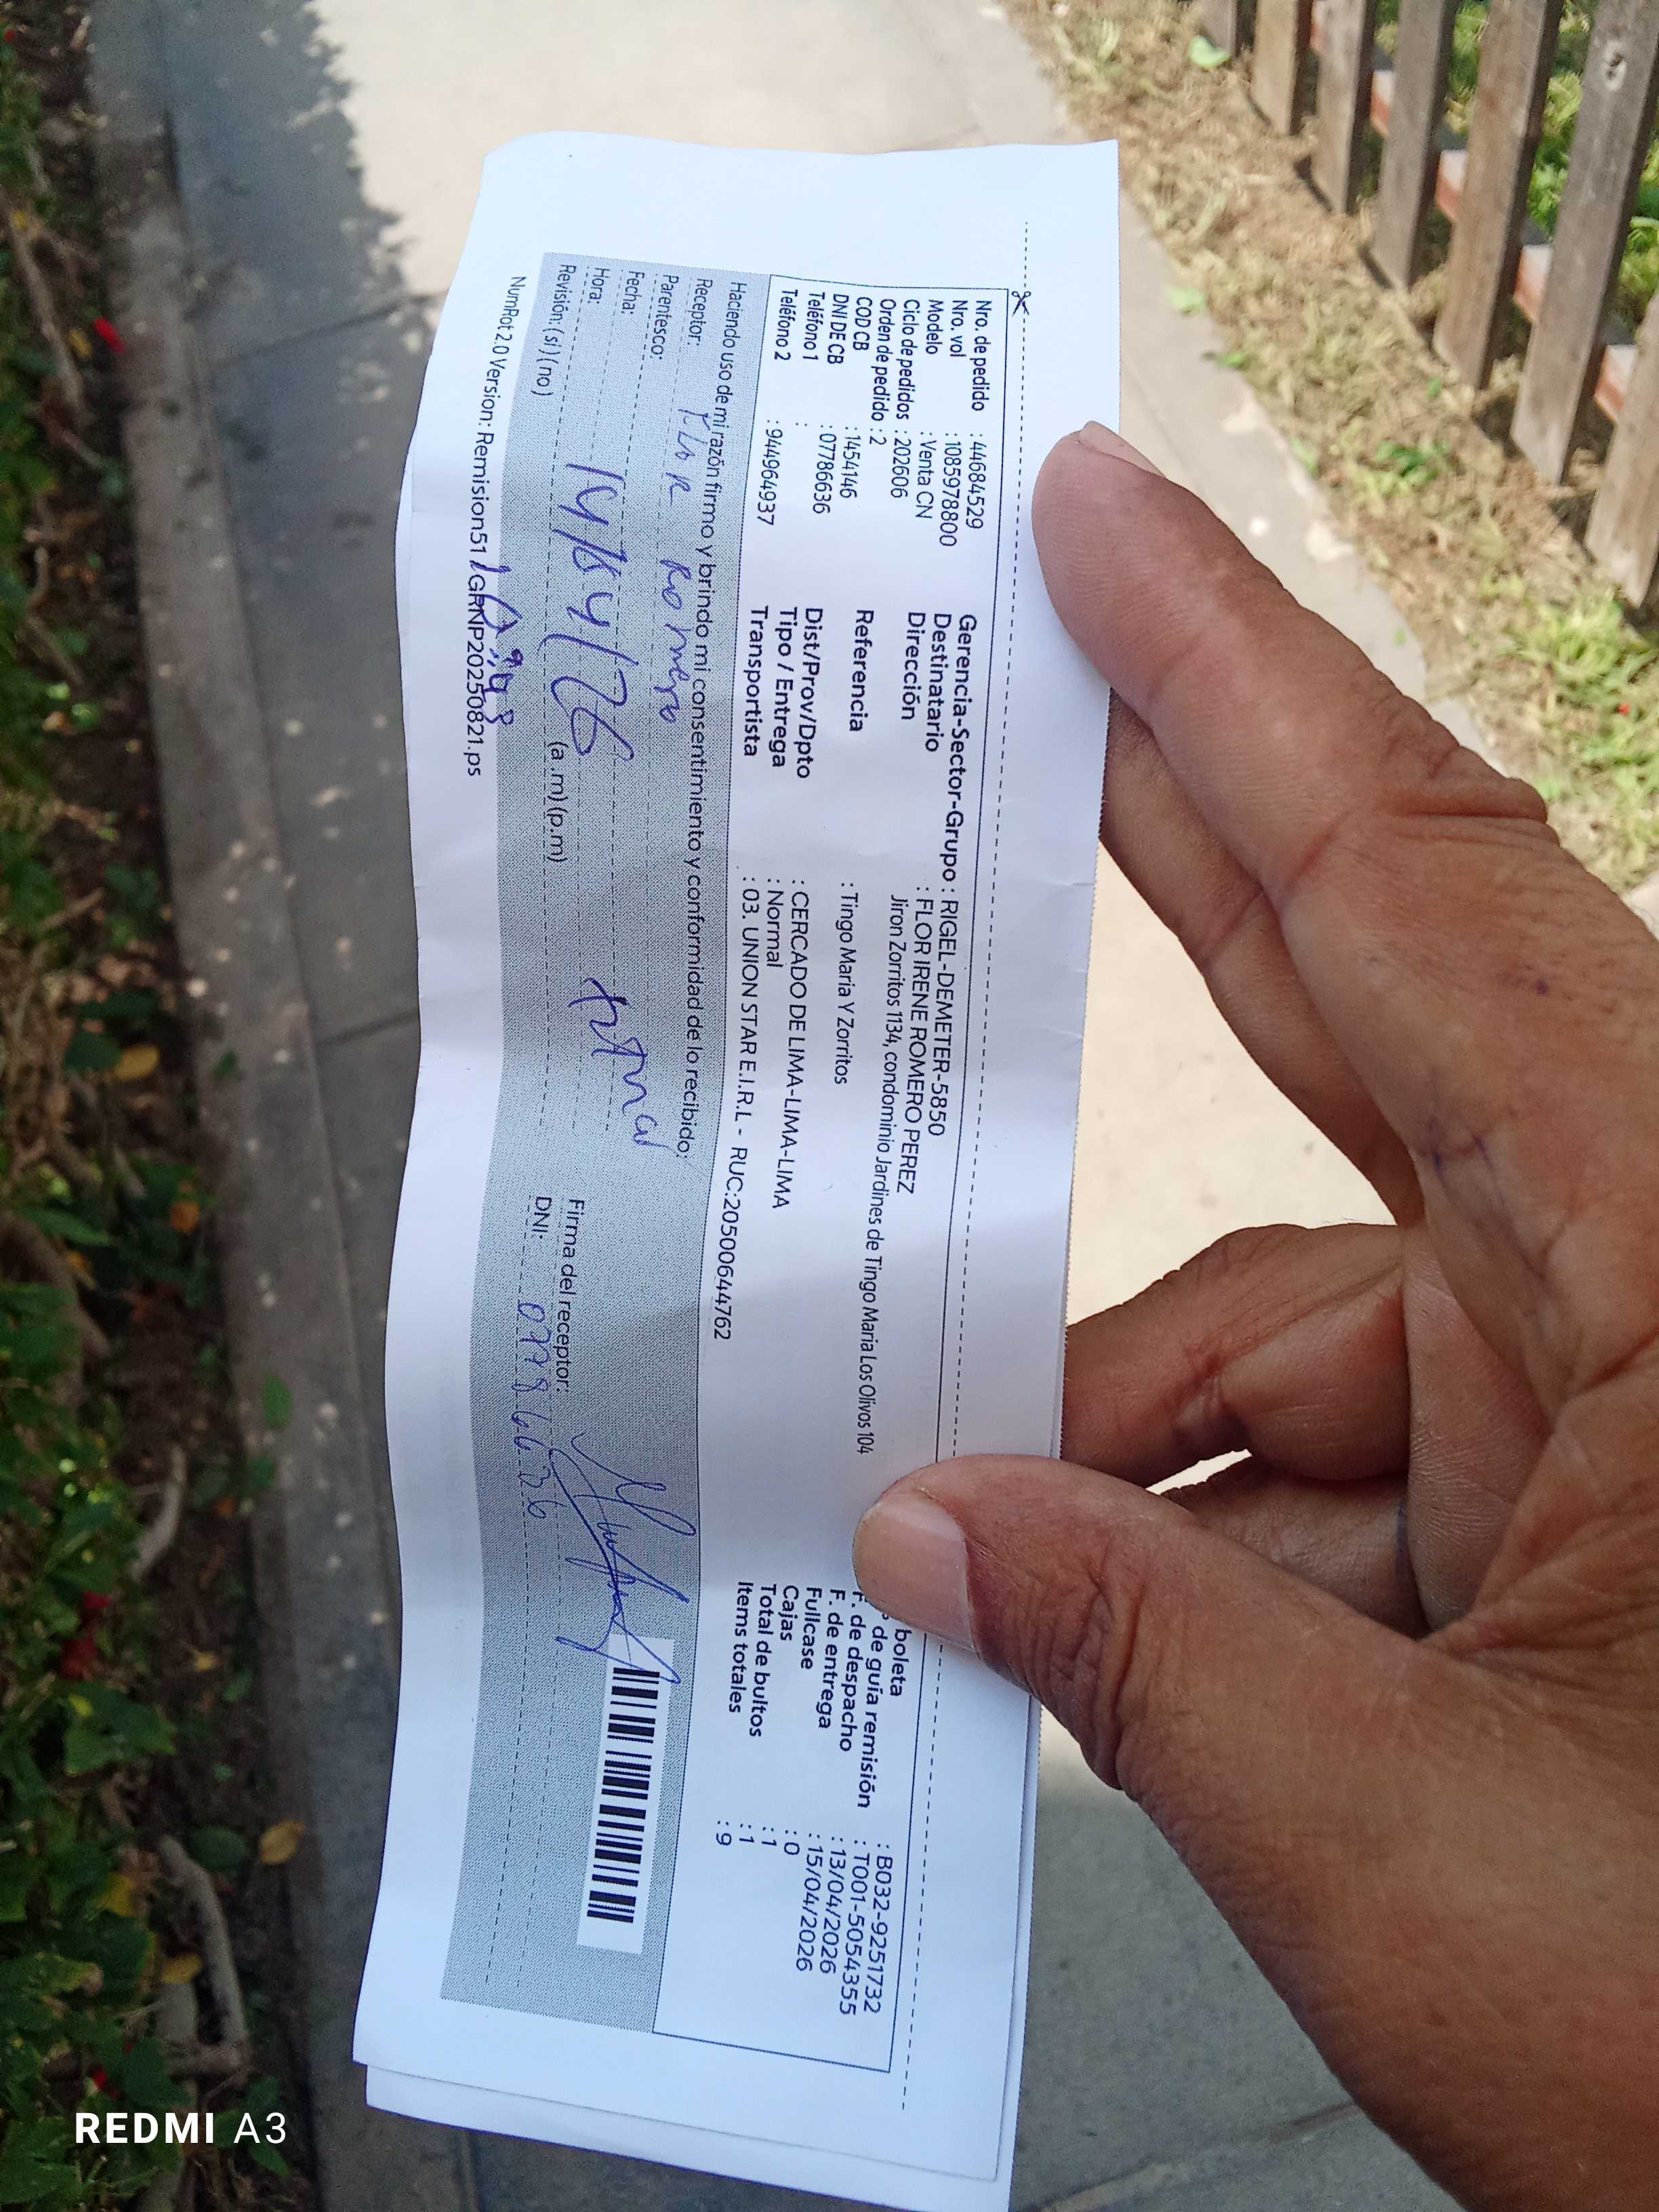 Nro. de pedido : 44684529
Nro. vol : 1085978800
Modelo : Venta CN
Ciclo de pedidos : 202606
Orden de pedido : 2
COD CB : 1454146
DNI DE CB : 07786636
Teléfono 1 :
Teléfono 2 : 944964937
Gerencia-Sector-Grupo : RIGEL-DEMETER-5850
Destinatario : FLOR IRENE ROMERO PEREZ
Dirección Jiron Zorritos 1134, condominio Jardines de Tingo Maria Los Olivos 104
Referencia : Tingo Maria Y Zorritos
Dist/Prov/Dpto : CERCADO DE LIMA-LIMA-LIMA
Tipo / Entrega : Normal
Transportista : 03. UNION STAR E.I.R.L - RUC:20500644762
boleta : B032-9251732
de guía remisión : T001-5054355
F. de despacho : 13/04/2026
F. de entrega : 15/04/2026
Fullcase : 0
Cajas : 1
Total de bultos : 1
Items totales : 9
Haciendo uso de mi razón firmo y brindo mi consentimiento y conformidad de lo recibido:
Receptor: Flor Romero
Parentesco:
Fecha: 14/04/26
Hora: (a.m) (p.m)
Revisión: (si) (no)
Firma del receptor:
DNI: 07786636
NumRot 2.0 Version: Remision51 / GRNP20250821.ps
REDMI A3